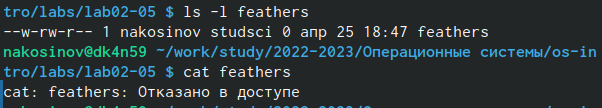 tro/labs/lab02-05 $ ls -l feathers
--w-rw-r-- 1 nakosinov studsci 0 апр 25 18:47 feathers
nakosinov@dk4n59 ~/work/study/2022-2023/Операционные системы/os-in
tro/labs/lab02-05 $ cat feathers
cat: feathers: Отказано в доступе